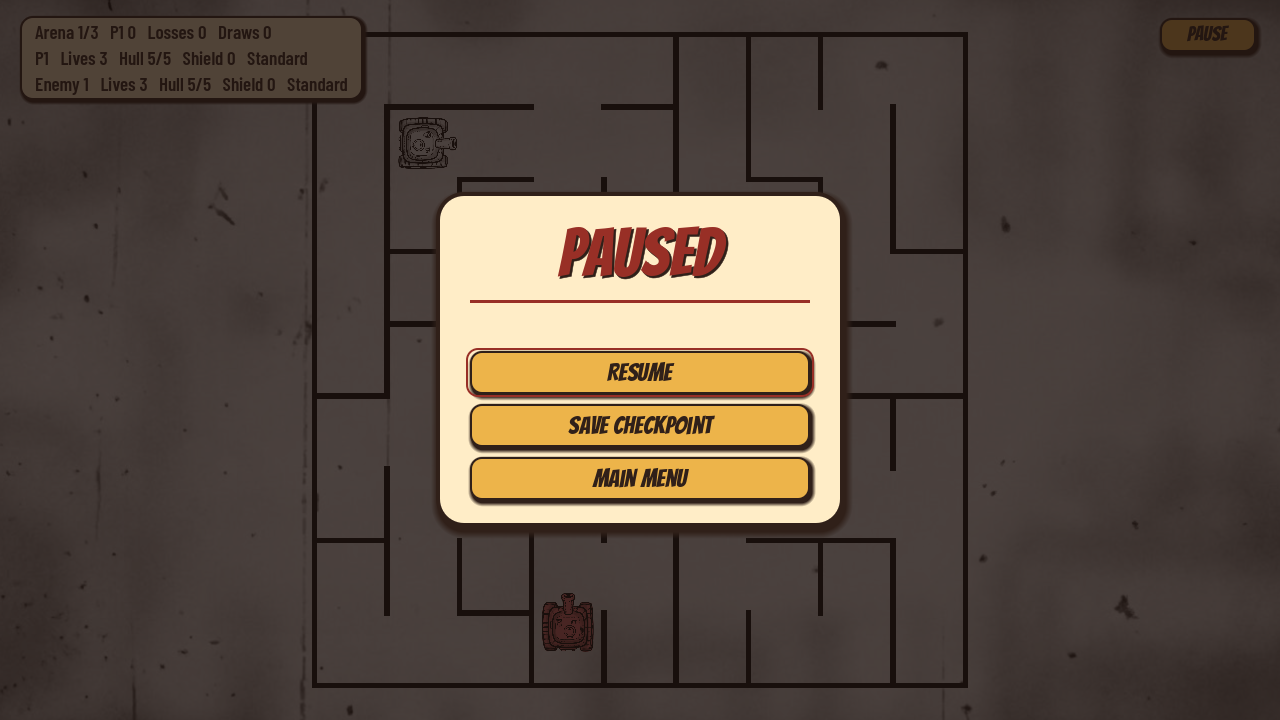 Arena 1/3 P1 0 Losses 0 Draws 0
P1 Lives 3 Hull 5/5 Shield 0 Standard
Enemy 1 Lives 3 Hull 5/5 Shield 0 Standard
PAUSE
PAUSED
RESUME
SAVE CHECKPOINT
MAIN MENU